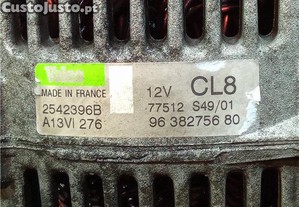 CustoJusto.pt
Valeo
MADE IN FRANCE 12V CL8
2542396B 77512 S49/01
A13VI 276 96 382756 80